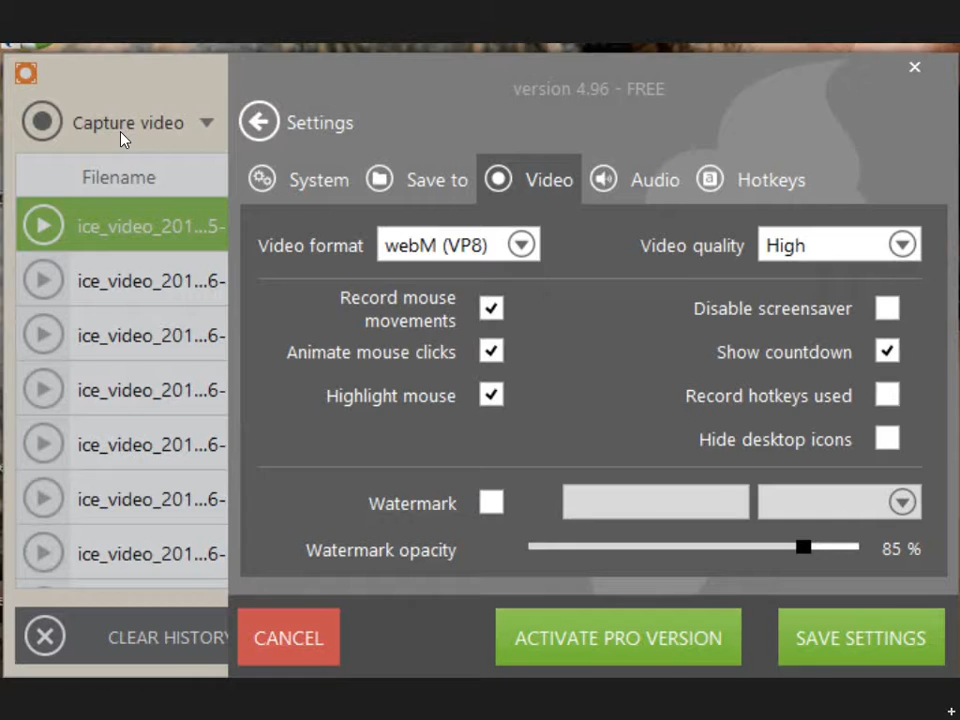 version 4.96 - FREE
Capture video
Settings
Filename
System
Save to
Video
Audio
Hotkeys
ice_video_201...5-
ice_video_201...6-
ice_video_201...6-
ice_video_201...6-
ice_video_201...6-
ice_video_201...6-
ice_video_201...6-
Video format
webM (VP8)
Video quality
High
Record mouse
movements
Disable screensaver
Animate mouse clicks
Show countdown
Highlight mouse
Record hotkeys used
Hide desktop icons
Watermark
Watermark opacity
85 %
CLEAR HISTORY
CANCEL
ACTIVATE PRO VERSION
SAVE SETTINGS